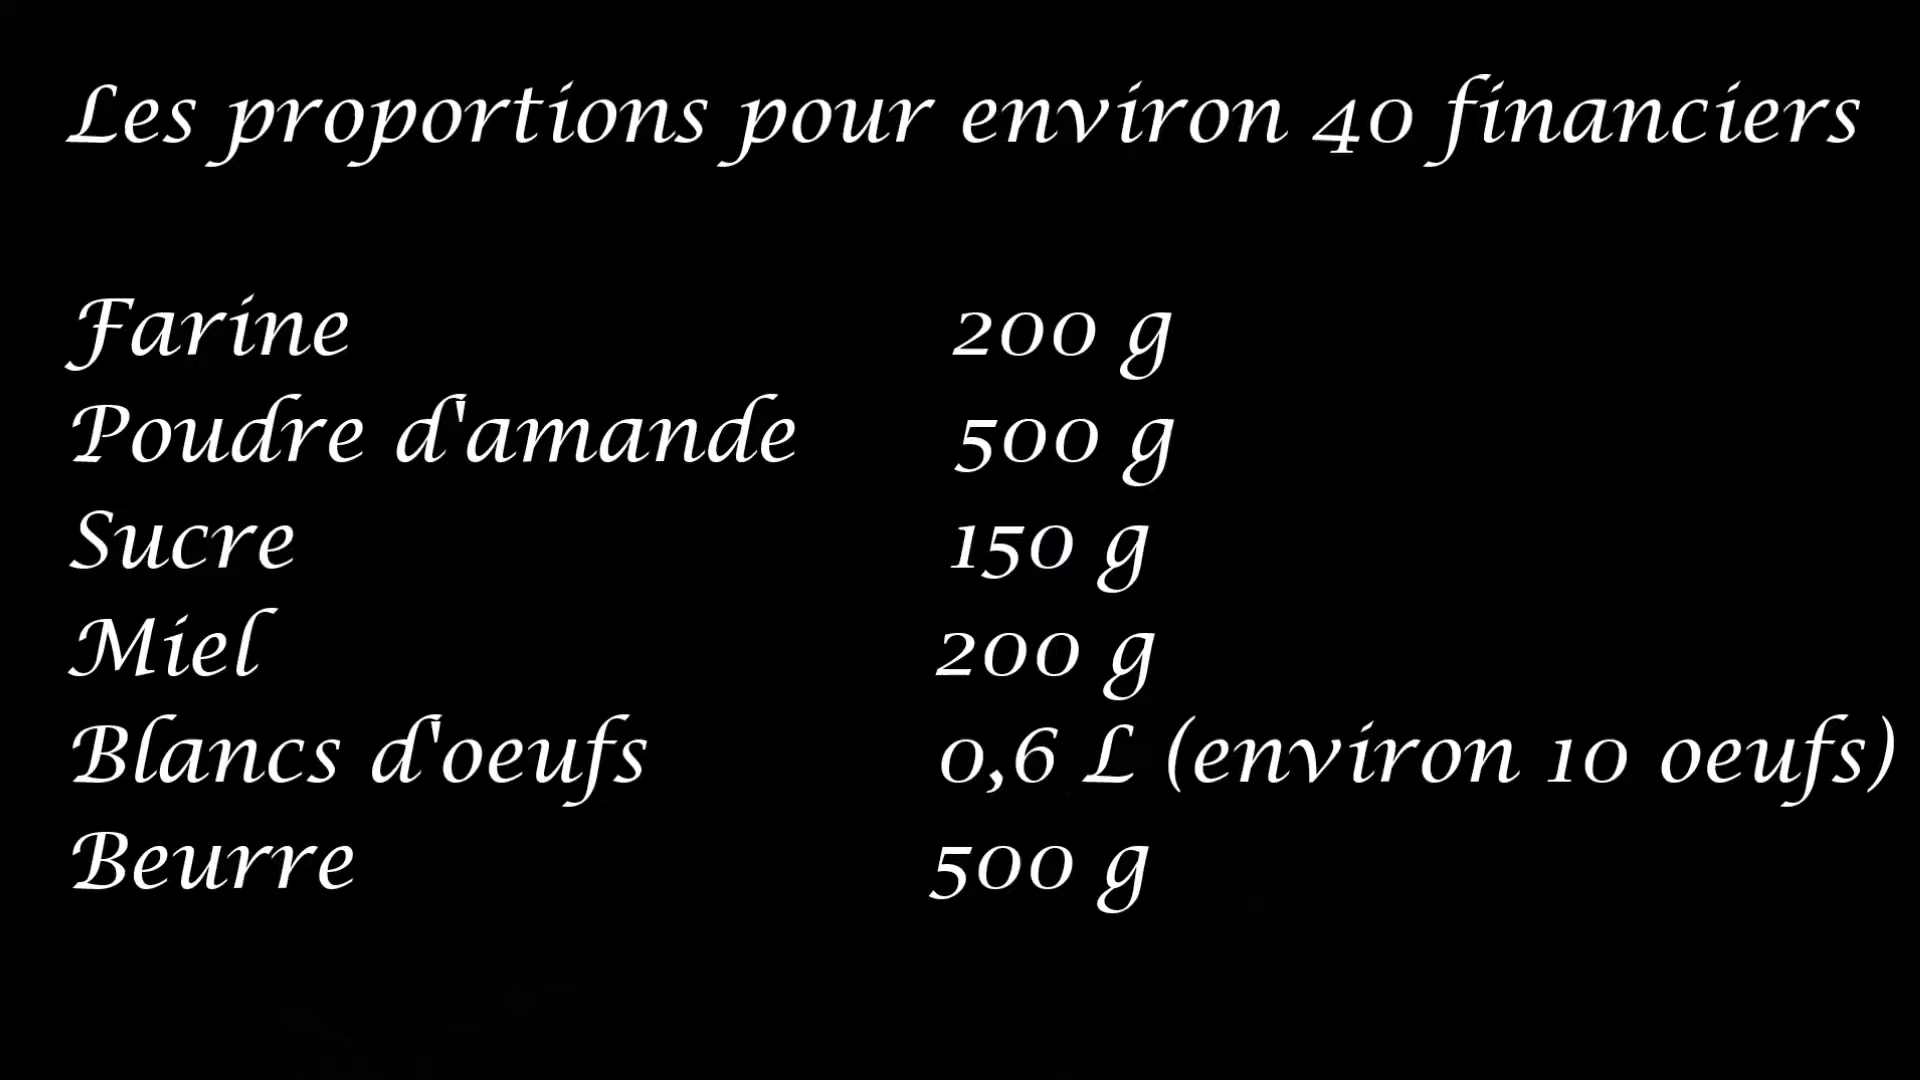 Les proportions pour environ 40 financiers
Farine 200 g
Poudre d'amande 500 g
Sucre 150 g
Miel 200 g
Blancs d'oeufs 0,6 L (environ 10 oeufs)
Beurre 500 g